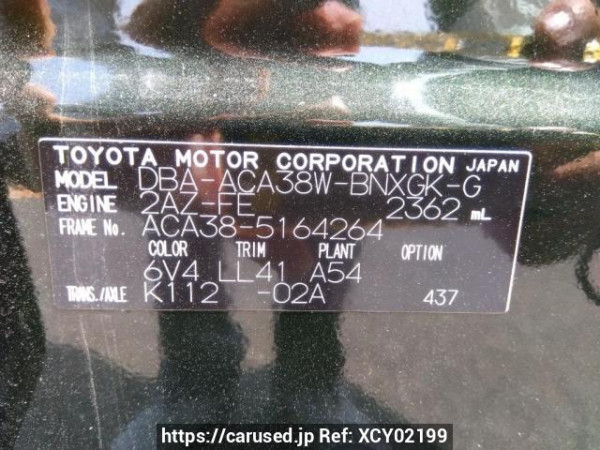 TOYOTA MOTOR CORPORATION JAPAN
MODEL DBA-ACA38W-BNXGK-G
ENGINE 2AZ-FE 2362 mL
FRAME No. ACA38-5164264
COLOR TRIM PLANT OPTION
6V4 LL41 A54
TRANS./AXLE K112 -02A 437
https://carused.jp Ref: XCY02199